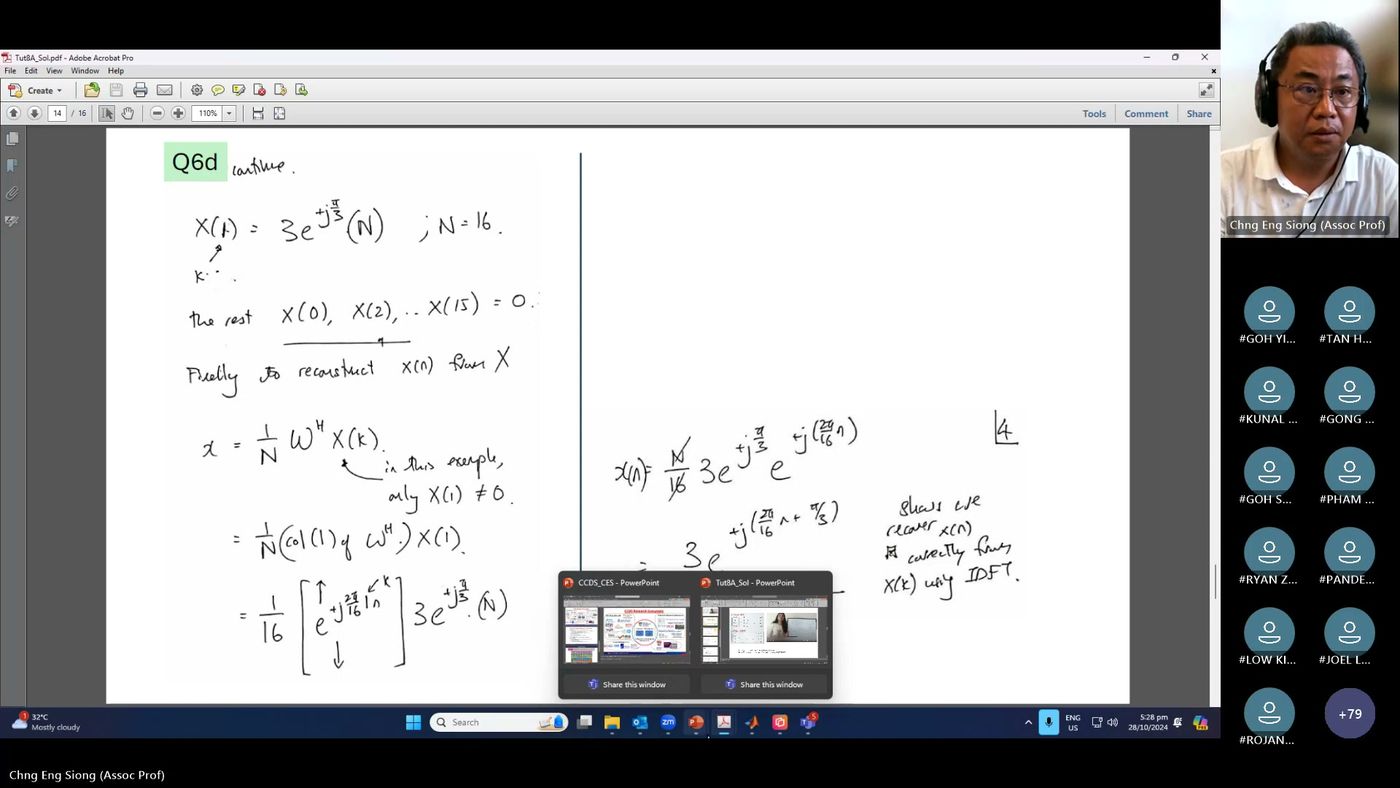 Tut8A_Sol.pdf - Adobe Acrobat Pro
File Edit View Window Help
Create
14 / 16 110% Tools Comment Share
Q6d continue.
X(1) = 3e^{+jπ/3}(N) ; N = 16.
k
the rest X(0), X(2), .. X(15) = 0.
Finally to reconstruct x(n) from X
x = 1/N W^H X(k).
in this example,
only X(1) ≠ 0.
= 1/N (col(1) of W^H.) X(1).
= 1/16 [e^{+j 2π/16 1n}] 3e^{+jπ/3}.(N)
k
4
x(n) = N/16 3e^{+jπ/3} e^{+j(2π/16 n)}
= 3e^{+j(2π/16 n + π/3)}
shows we
recover x(n)
correctly from
X(k) using IDFT.
CCDS_CES - PowerPoint
Tut8A_Sol - PowerPoint
Share this window
Share this window
32°C
Mostly cloudy
Search
zm
ENG
US
5:28 pm
28/10/2024
Chng Eng Siong (Assoc Prof)
#GOH YI... #TAN H...
#KUNAL ... #GONG ...
#GOH S... #PHAM ...
#RYAN Z... #PANDE...
#LOW KI... #JOEL L...
#ROJAN... +79
Chng Eng Siong (Assoc Prof)